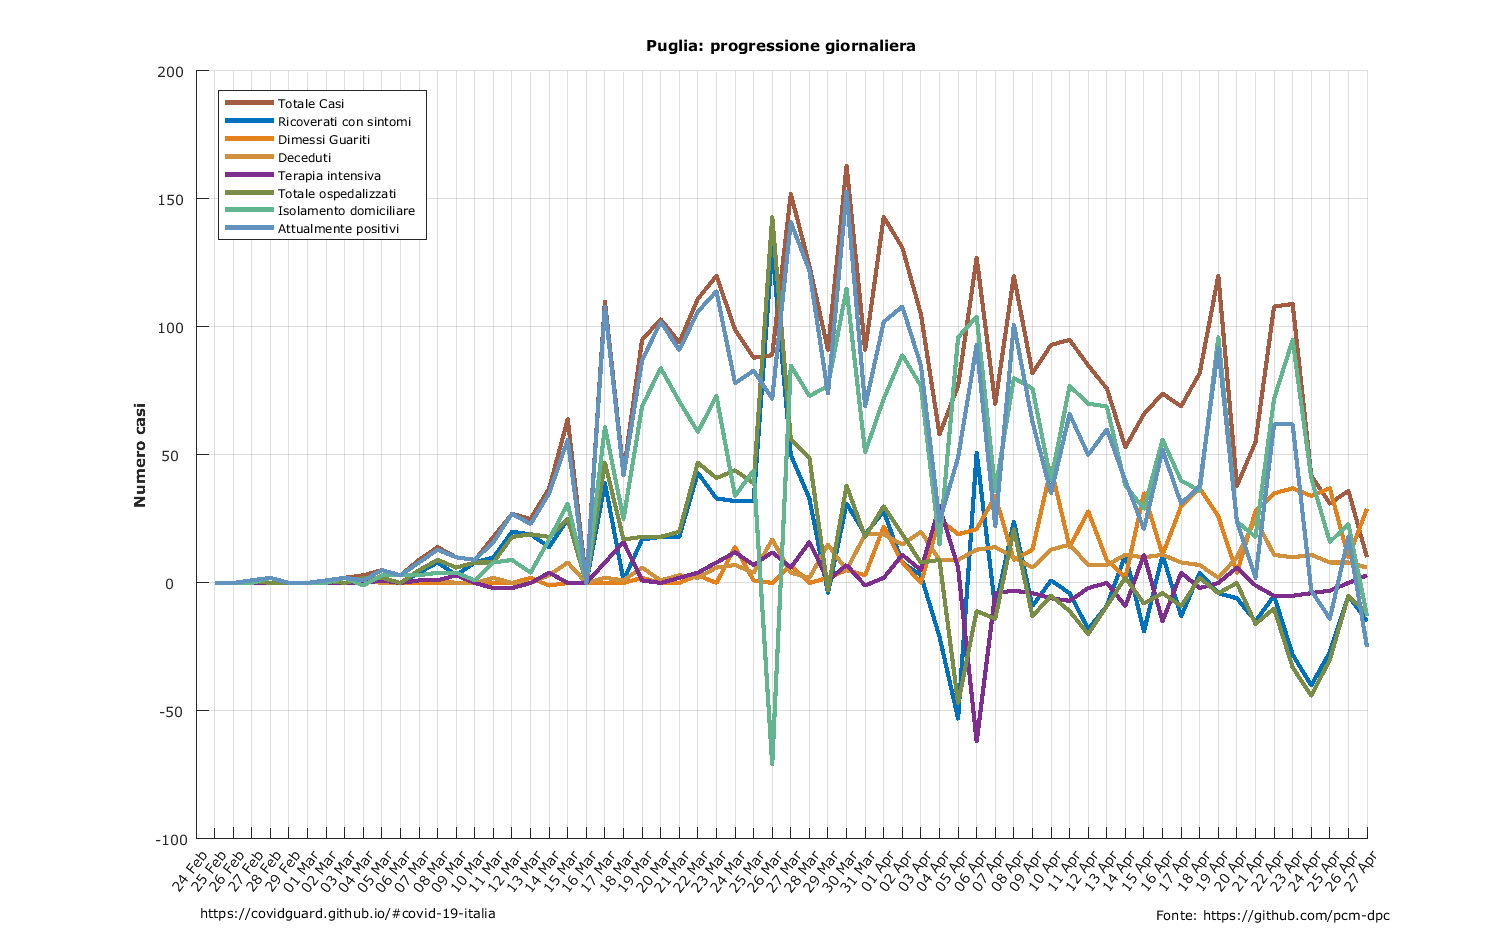 Puglia: progressione giornaliera
Totale Casi
Ricoverati con sintomi
Dimessi Guariti
Deceduti
Terapia intensiva
Totale ospedalizzati
Isolamento domiciliare
Attualmente positivi
Numero casi
200
150
100
50
0
-50
-100
24 Feb
25 Feb
26 Feb
27 Feb
28 Feb
29 Feb
01 Mar
02 Mar
03 Mar
04 Mar
05 Mar
06 Mar
07 Mar
08 Mar
09 Mar
10 Mar
11 Mar
12 Mar
13 Mar
14 Mar
15 Mar
16 Mar
17 Mar
18 Mar
19 Mar
20 Mar
21 Mar
22 Mar
23 Mar
24 Mar
25 Mar
26 Mar
27 Mar
28 Mar
29 Mar
30 Mar
31 Mar
01 Apr
02 Apr
03 Apr
04 Apr
05 Apr
06 Apr
07 Apr
08 Apr
09 Apr
10 Apr
11 Apr
12 Apr
13 Apr
14 Apr
15 Apr
16 Apr
17 Apr
18 Apr
19 Apr
20 Apr
21 Apr
22 Apr
23 Apr
24 Apr
25 Apr
26 Apr
27 Apr
https://covidguard.github.io/#covid-19-italia
Fonte: https://github.com/pcm-dpc